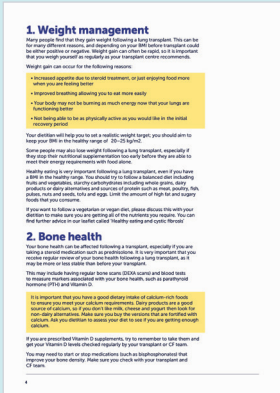 1. Weight management
Many people find that they gain weight following a lung transplant. This can be
for many different reasons, and depending on your BMI before transplant could
be either positive or negative. Weight gain can often be rapid, so it is important
that you weigh yourself as regularly as your transplant centre recommends.
Weight gain can occur for the following reasons:
• Increased appetite due to steroid treatment, or just enjoying food more
when you are feeling better
• Improved breathing allowing you to eat more easily
• Your body may not be burning as much energy now that your lungs are
functioning better
• Not being able to be as physically active as you would like in the initial
recovery period
Your dietitian will help you to set a realistic weight target; you should aim to
keep your BMI in the healthy range of 20–25 kg/m2.
Some people may also lose weight following a lung transplant, especially if
they stop their nutritional supplementation too early before they are able to
meet their energy requirements with food alone.
Healthy eating is very important following a lung transplant, even if you have
a BMI in the healthy range. You should try to follow a balanced diet including
fruits and vegetables, starchy carbohydrates including whole grains, dairy
products or dairy alternatives and sources of protein such as meat, poultry, fish,
pulses, nuts and seeds, tofu and eggs. Limit the amount of high fat and sugary
foods that you consume.
If you want to follow a vegetarian or vegan diet, please discuss this with your
dietitian to make sure you are getting all of the nutrients you require. You can
find further advice in our leaflet called 'Healthy eating and cystic fibrosis'
2. Bone health
Your bone health can be affected following a transplant, especially if you are
taking a steroid medication such as prednisolone. It is very important that you
receive regular review of your bone health following a lung transplant, as it
may be more or less stable than before your transplant.
This may include having regular bone scans (DEXA scans) and blood tests
to measure markers associated with your bone health, such as parathyroid
hormone (PTH) and Vitamin D.
It is important that you have a good dietary intake of calcium-rich foods
to ensure you meet your calcium requirements. Dairy products are a good
source of calcium, so if you don't like milk, cheese and yogurt then look for
non-dairy alternatives. Make sure you buy the versions that are fortified with
calcium. Ask you dietitian to assess your diet to see if you are getting enough
calcium.
If you are prescribed Vitamin D supplements, try to remember to take them and
get your Vitamin D levels checked regularly by your transplant or CF team.
You may need to start or stop medications (such as bisphosphonates) that
improve your bone density. Make sure you check with your transplant and
CF team.
4